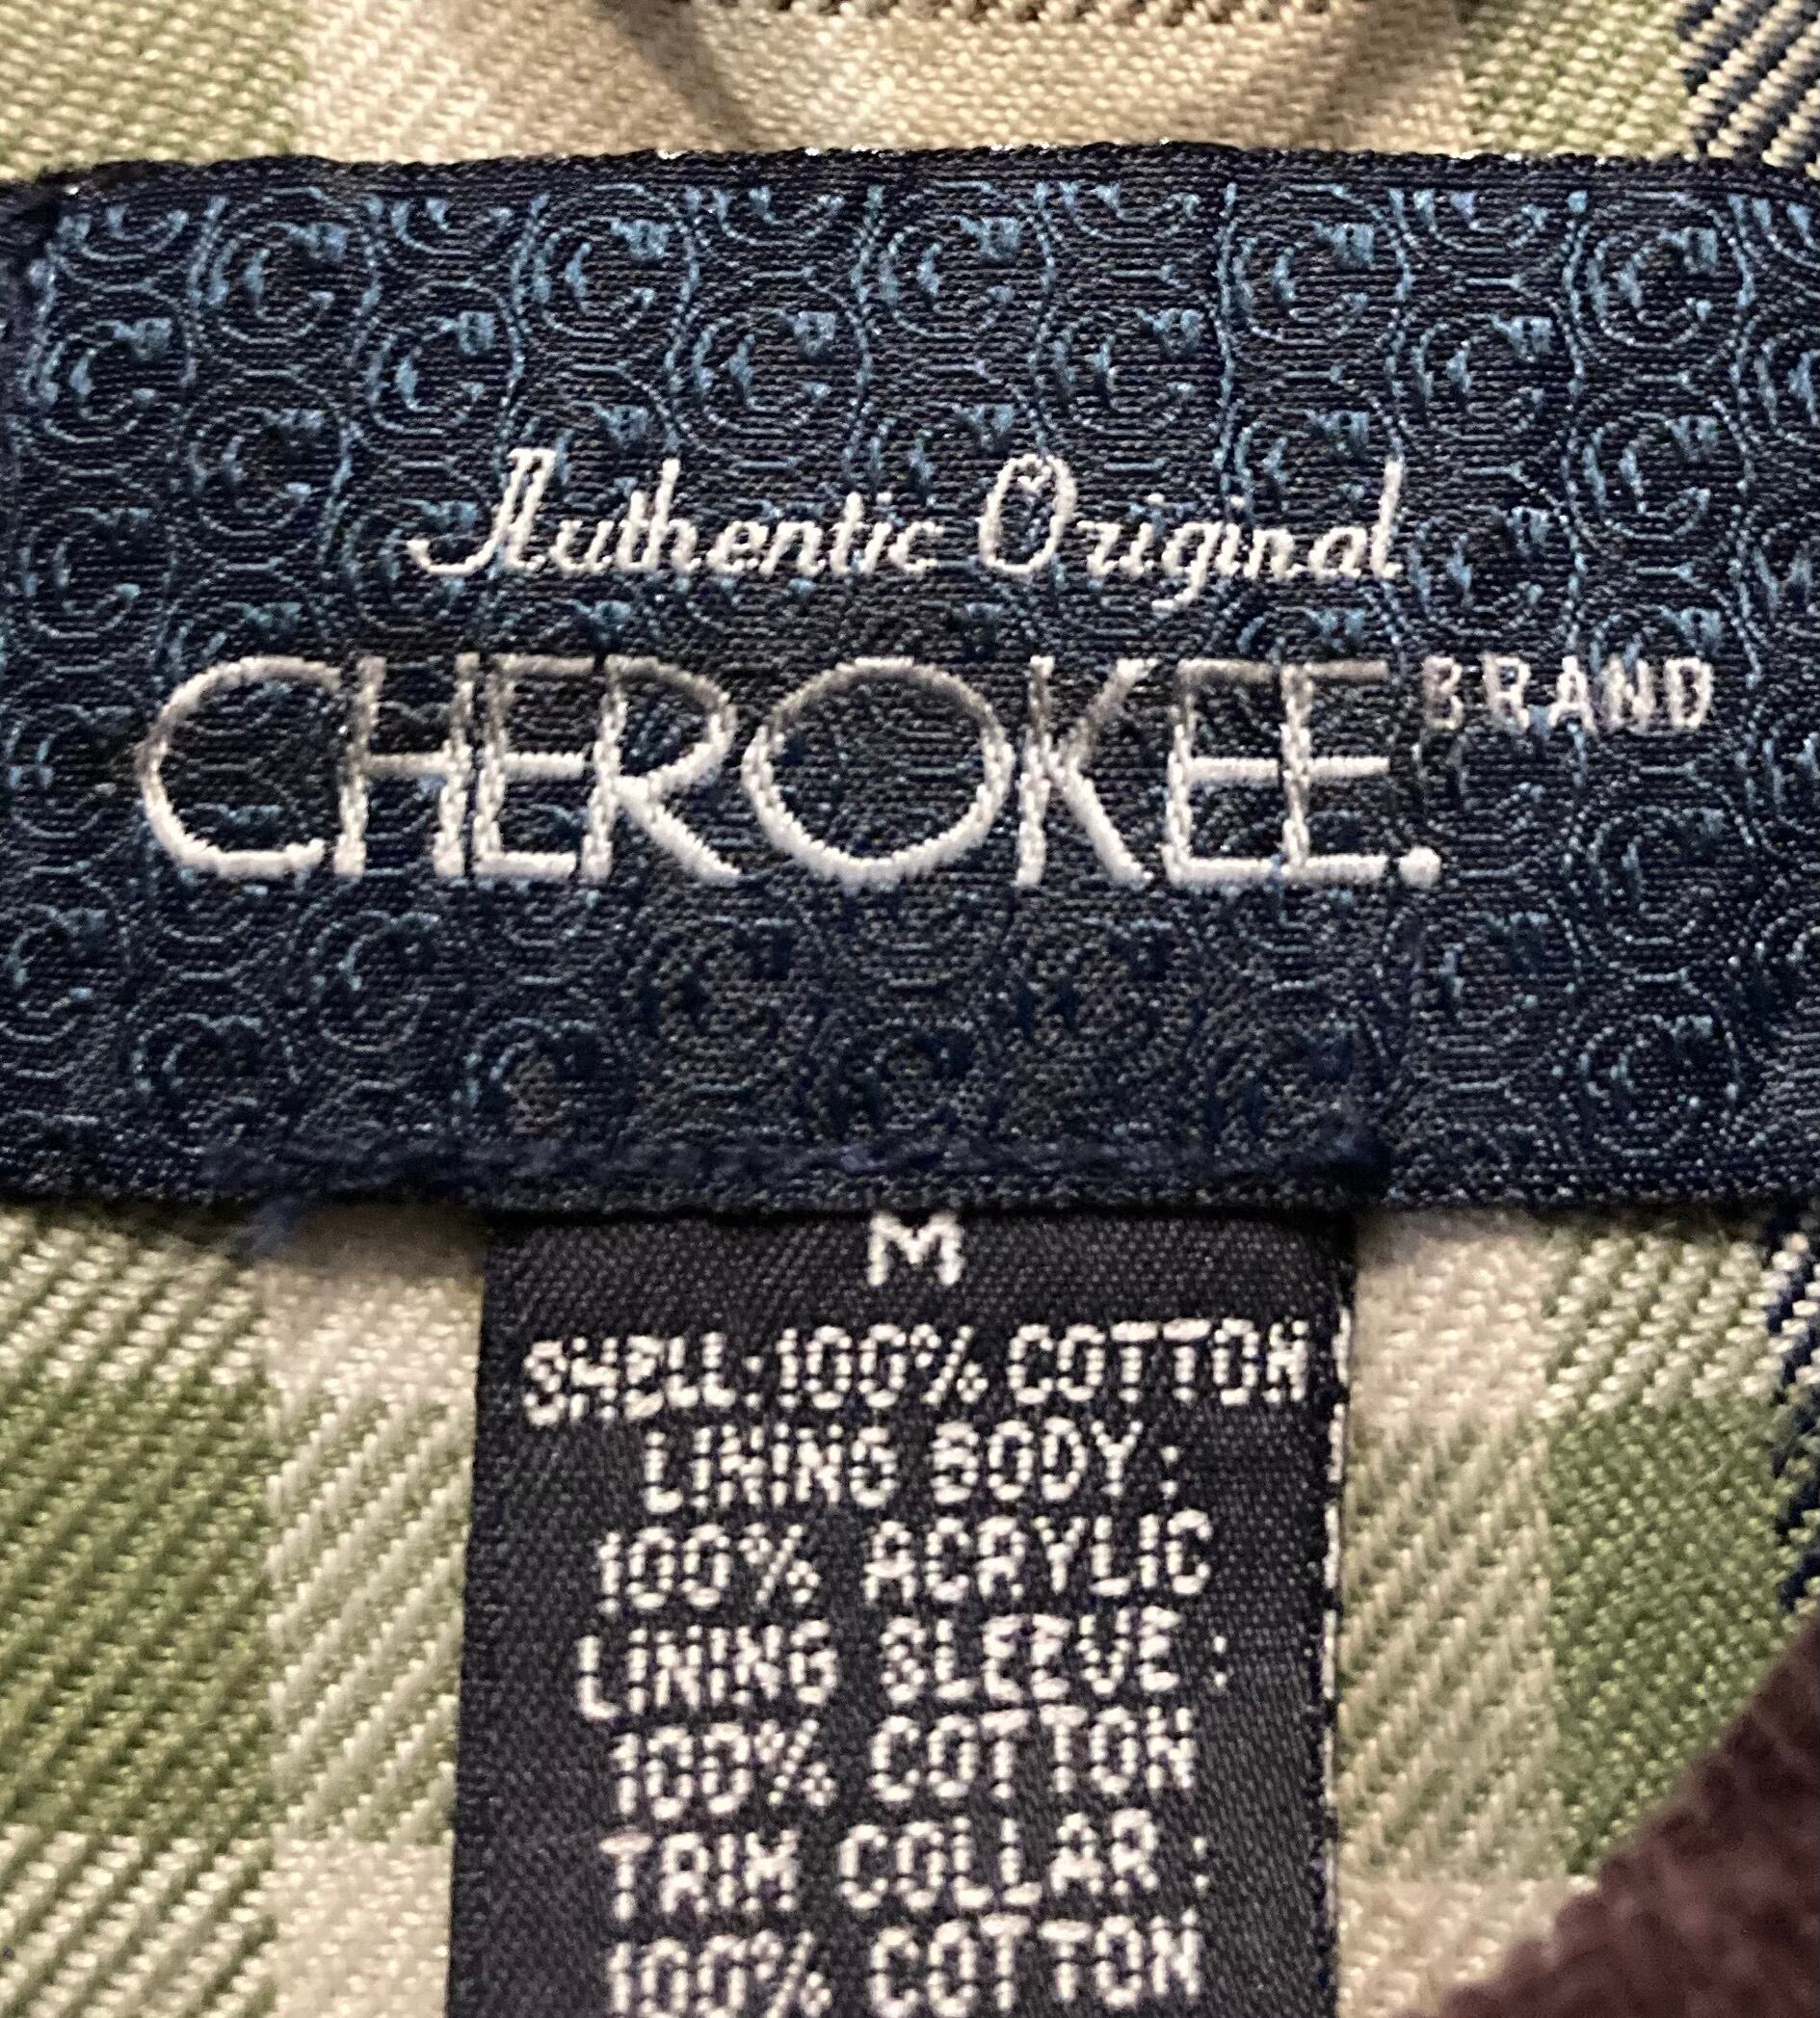 Authentic Original
CHEROKEE. BRAND
M
SHELL:100% COTTON
LINING BODY:
100% ACRYLIC
LINING SLEEVE:
100% COTTON
TRIM COLLAR:
100% COTTON